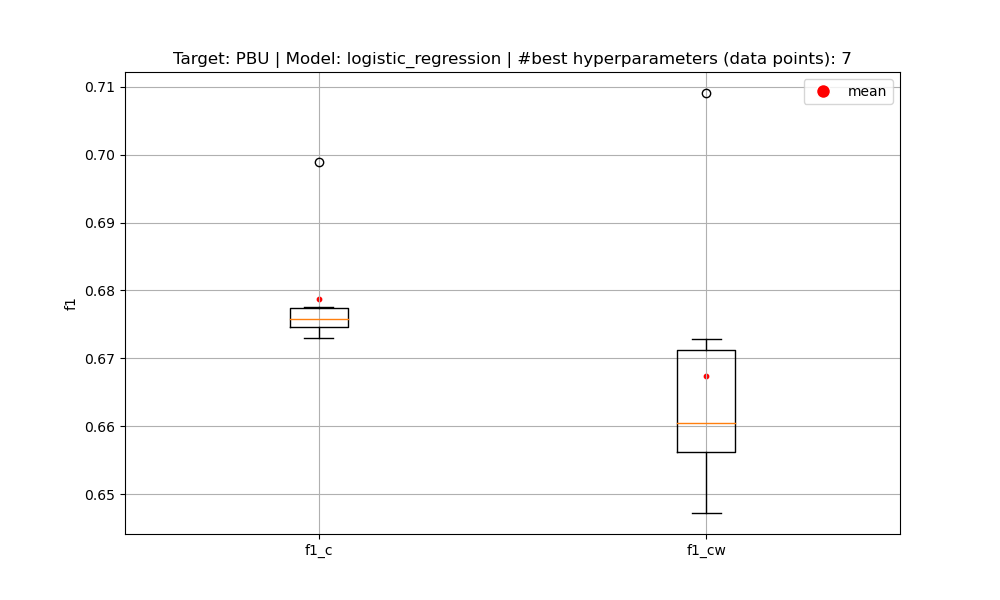 Target: PBU | Model: logistic_regression | #best hyperparameters (data points): 7
mean
0.71
0.70
0.69
0.68
0.67
0.66
0.65
f1
f1_c
f1_cw